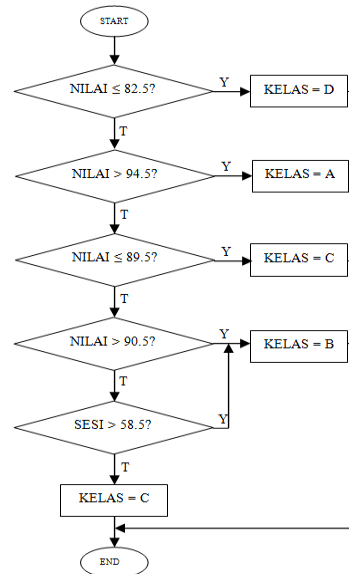 START
NILAI ≤ 82.5?
Y
KELAS = D
T
NILAI > 94.5?
Y
KELAS = A
T
NILAI ≤ 89.5?
Y
KELAS = C
T
NILAI > 90.5?
Y
KELAS = B
T
SESI > 58.5?
Y
T
KELAS = C
END